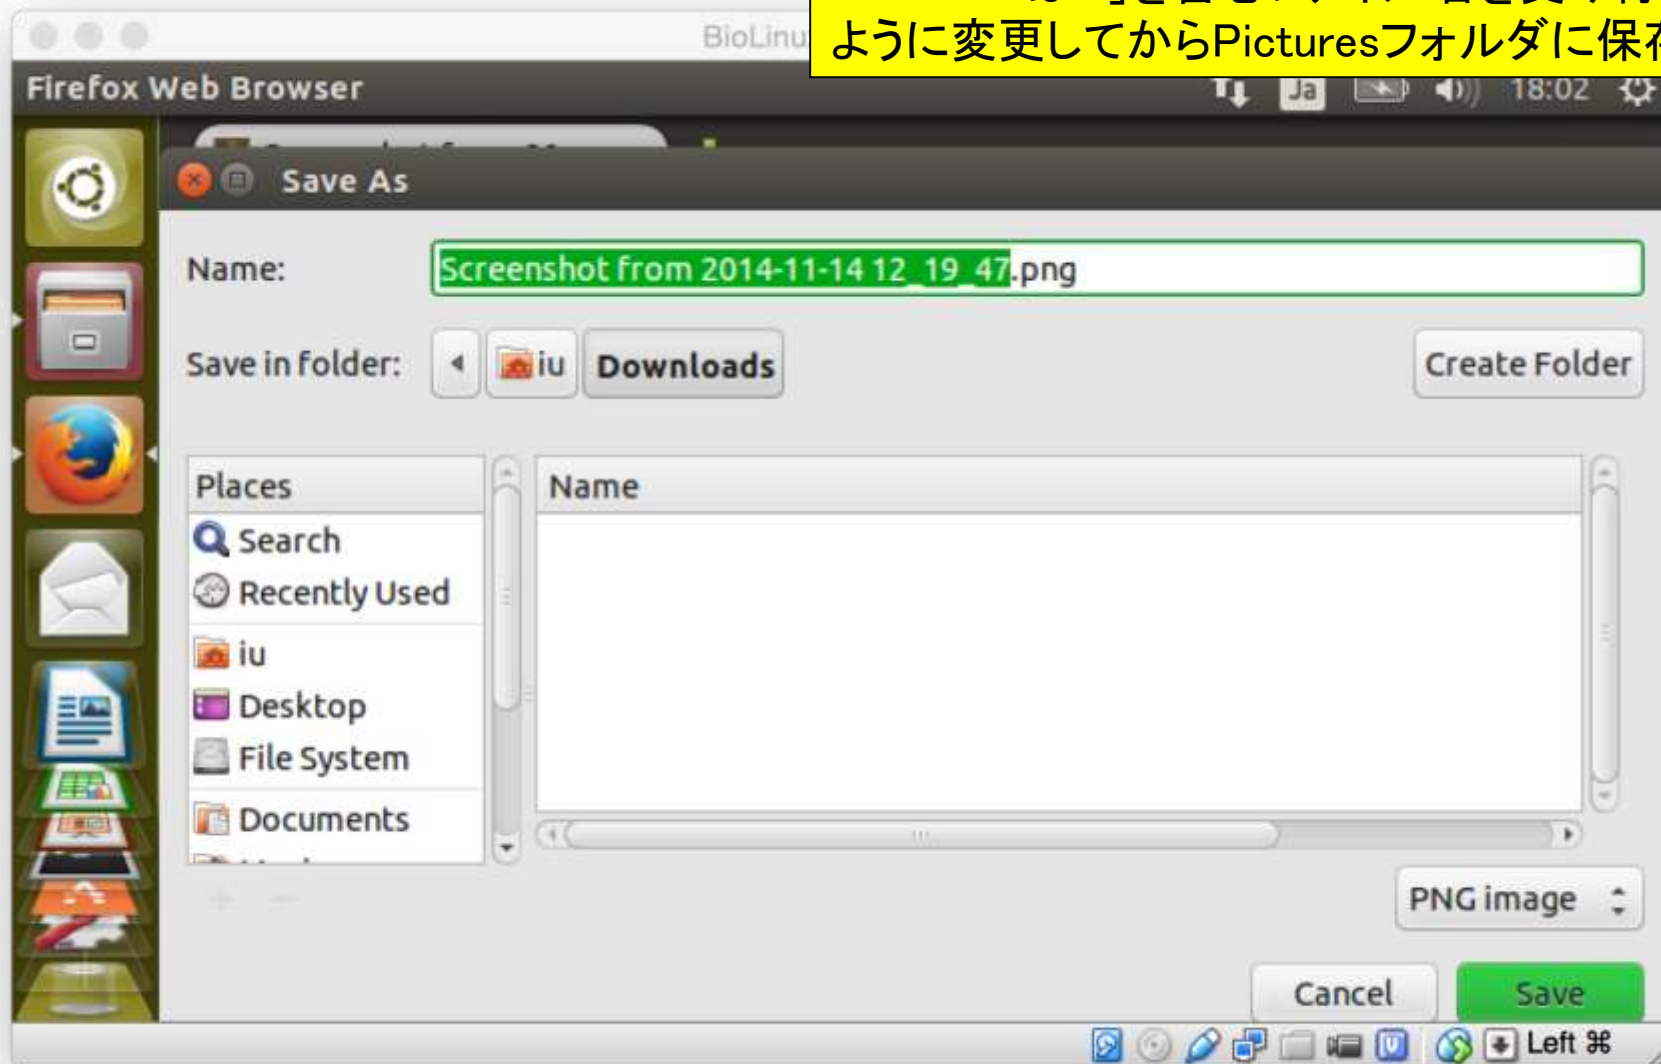 BioLinu
ように変更してからPicturesフォルダに保存
Firefox Web Browser
Ja
18:02
Save As
Name:
Screenshot from 2014-11-14 12_19_47.png
Save in folder:
iu
Downloads
Create Folder
Places
Name
Search
Recently Used
iu
Desktop
File System
Documents
PNG image
Cancel
Save
Left ⌘